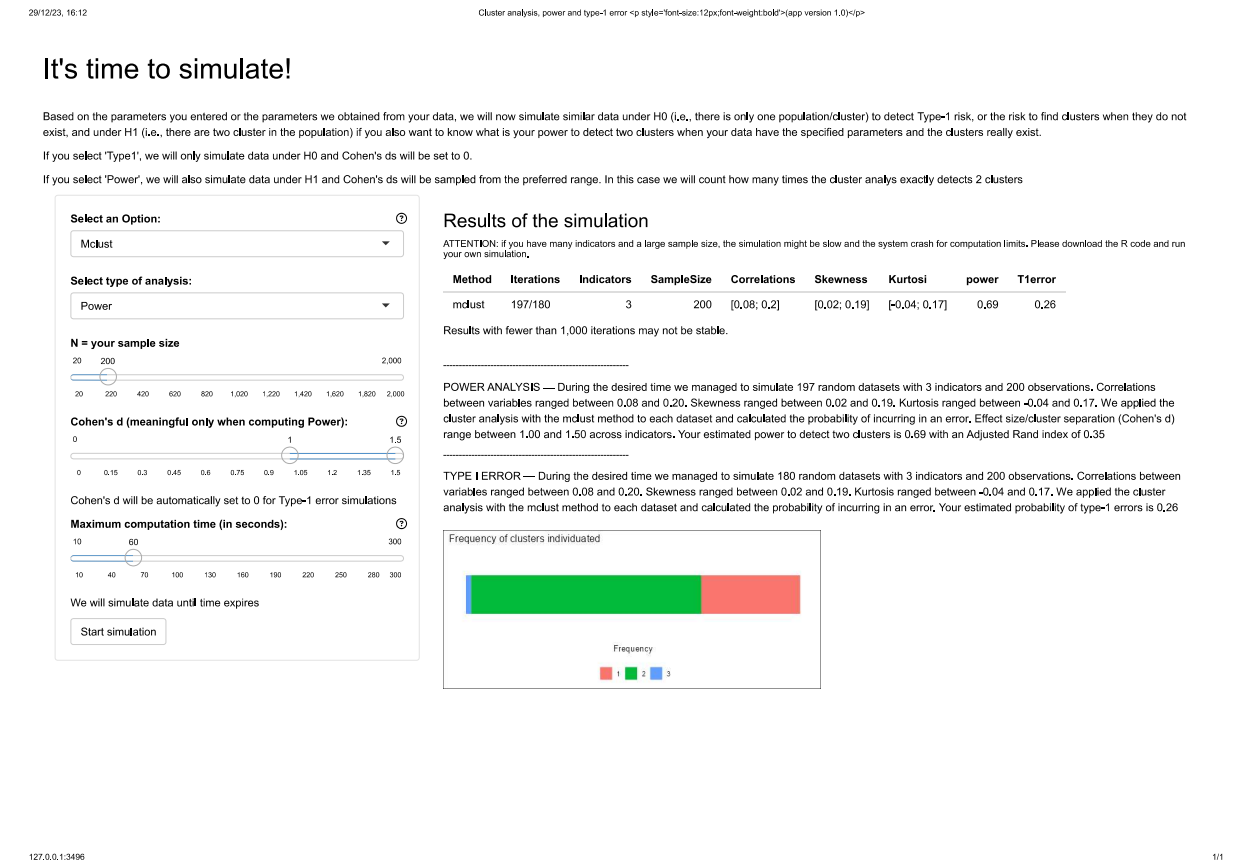 29/12/23, 16:12
Cluster analysis, power and type-1 error <p style='font-size:12px;font-weight:bold'>(app version 1.0)</p>
It's time to simulate!
Based on the parameters you entered or the parameters we obtained from your data, we will now simulate similar data under H0 (i.e., there is only one population/cluster) to detect Type-1 risk, or the risk to find clusters when they do not
exist, and under H1 (i.e., there are two cluster in the population) if you also want to know what is your power to detect two clusters when your data have the specified parameters and the clusters really exist.
If you select 'Type1', we will only simulate data under H0 and Cohen's ds will be set to 0.
If you select 'Power', we will also simulate data under H1 and Cohen's ds will be sampled from the preferred range. In this case we will count how many times the cluster analys exactly detects 2 clusters
Select an Option:
Mclust
Select type of analysis:
Power
N = your sample size
20 200 2,000
20 220 420 620 820 1,020 1,220 1,420 1,620 1,820 2,000
Cohen's d (meaningful only when computing Power):
0 1 1.5
0 0.15 0.3 0.45 0.6 0.75 0.9 1.05 1.2 1.35 1.5
Cohen's d will be automatically set to 0 for Type-1 error simulations
Maximum computation time (in seconds):
10 60 300
10 40 70 100 130 160 190 220 250 280 300
We will simulate data until time expires
Start simulation
Results of the simulation
ATTENTION: if you have many indicators and a large sample size, the simulation might be slow and the system crash for computation limits. Please download the R code and run
your own simulation.
Method Iterations Indicators SampleSize Correlations Skewness Kurtosi power T1error
mclust 197/180 3 200 [0.08; 0.2] [0.02; 0.19] [-0.04; 0.17] 0.69 0.26
Results with fewer than 1,000 iterations may not be stable.
------------------------------------------------------------
POWER ANALYSIS — During the desired time we managed to simulate 197 random datasets with 3 indicators and 200 observations. Correlations
between variables ranged between 0.08 and 0.20. Skewness ranged between 0.02 and 0.19. Kurtosis ranged between -0.04 and 0.17. We applied the
cluster analysis with the mclust method to each dataset and calculated the probability of incurring in an error. Effect size/cluster separation (Cohen's d)
range between 1.00 and 1.50 across indicators. Your estimated power to detect two clusters is 0.69 with an Adjusted Rand index of 0.35
------------------------------------------------------------
TYPE I ERROR — During the desired time we managed to simulate 180 random datasets with 3 indicators and 200 observations. Correlations between
variables ranged between 0.08 and 0.20. Skewness ranged between 0.02 and 0.19. Kurtosis ranged between -0.04 and 0.17. We applied the cluster
analysis with the mclust method to each dataset and calculated the probability of incurring in an error. Your estimated probability of type-1 errors is 0.26
Frequency of clusters individuated
Frequency
1 2 3
127.0.0.1:3496
1/1